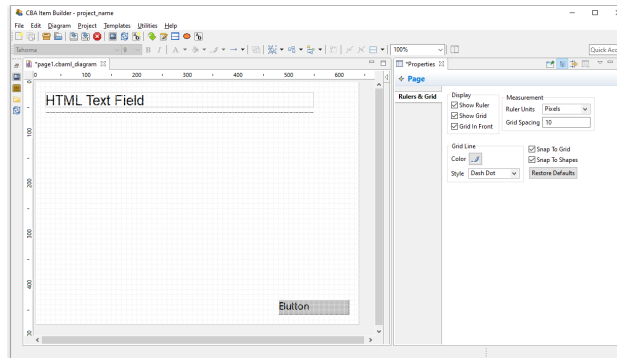 CBA Item Builder - project_name
File Edit Diagram Project Templates Utilities Help
Tahoma 9 B I A 100% Quick Acc
*page1.cbaml_diagram *Properties
0 100 200 300 400 500 600
Page
HTML Text Field
Rulers & Grid
Display
Show Ruler
Show Grid
Grid In Front
Measurement
Ruler Units Pixels
Grid Spacing 10
Grid Line
Color
Style Dash Dot
Snap To Grid
Snap To Shapes
Restore Defaults
0
100
200
300
400
Button